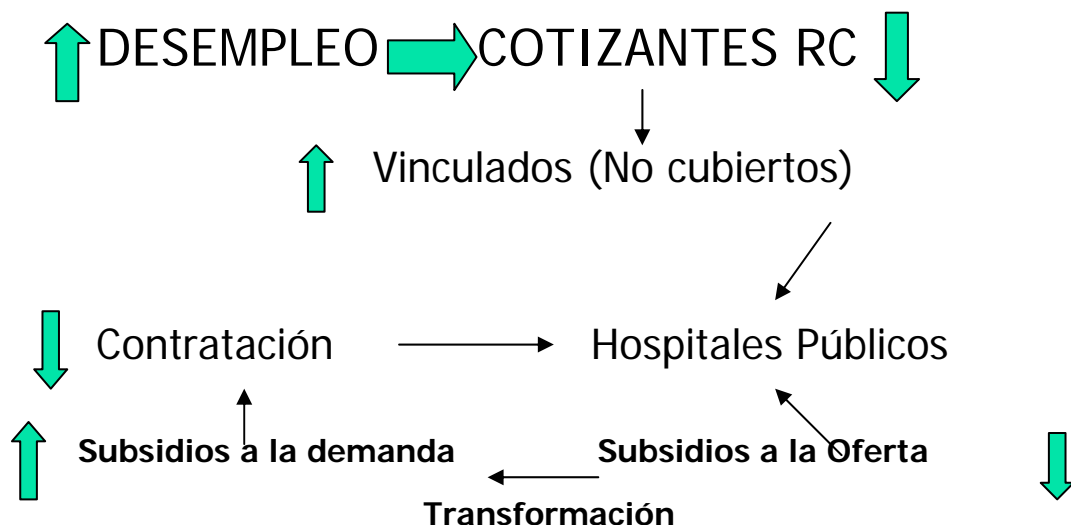 DESEMPLEO COTIZANTES RC
Vinculados (No cubiertos)
Contratación Hospitales Públicos
Subsidios a la demanda Subsidios a la Oferta
Transformación